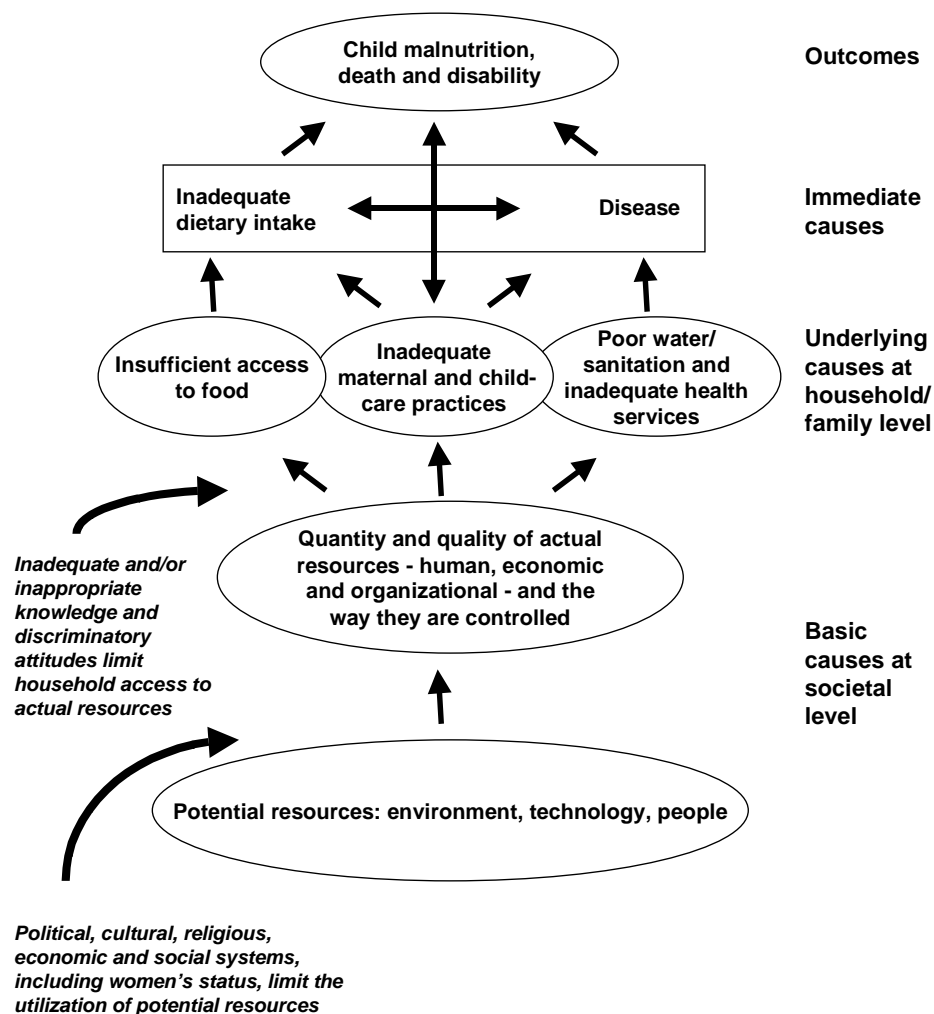 Child malnutrition,
death and disability
Outcomes
Inadequate
dietary intake
Disease
Immediate
causes
Insufficient access
to food
Inadequate
maternal and child-
care practices
Poor water/
sanitation and
inadequate health
services
Underlying
causes at
household/
family level
Quantity and quality of actual
resources - human, economic
and organizational - and the
way they are controlled
Inadequate and/or
inappropriate
knowledge and
discriminatory
attitudes limit
household access to
actual resources
Basic
causes at
societal
level
Potential resources: environment, technology, people
Political, cultural, religious,
economic and social systems,
including women's status, limit the
utilization of potential resources